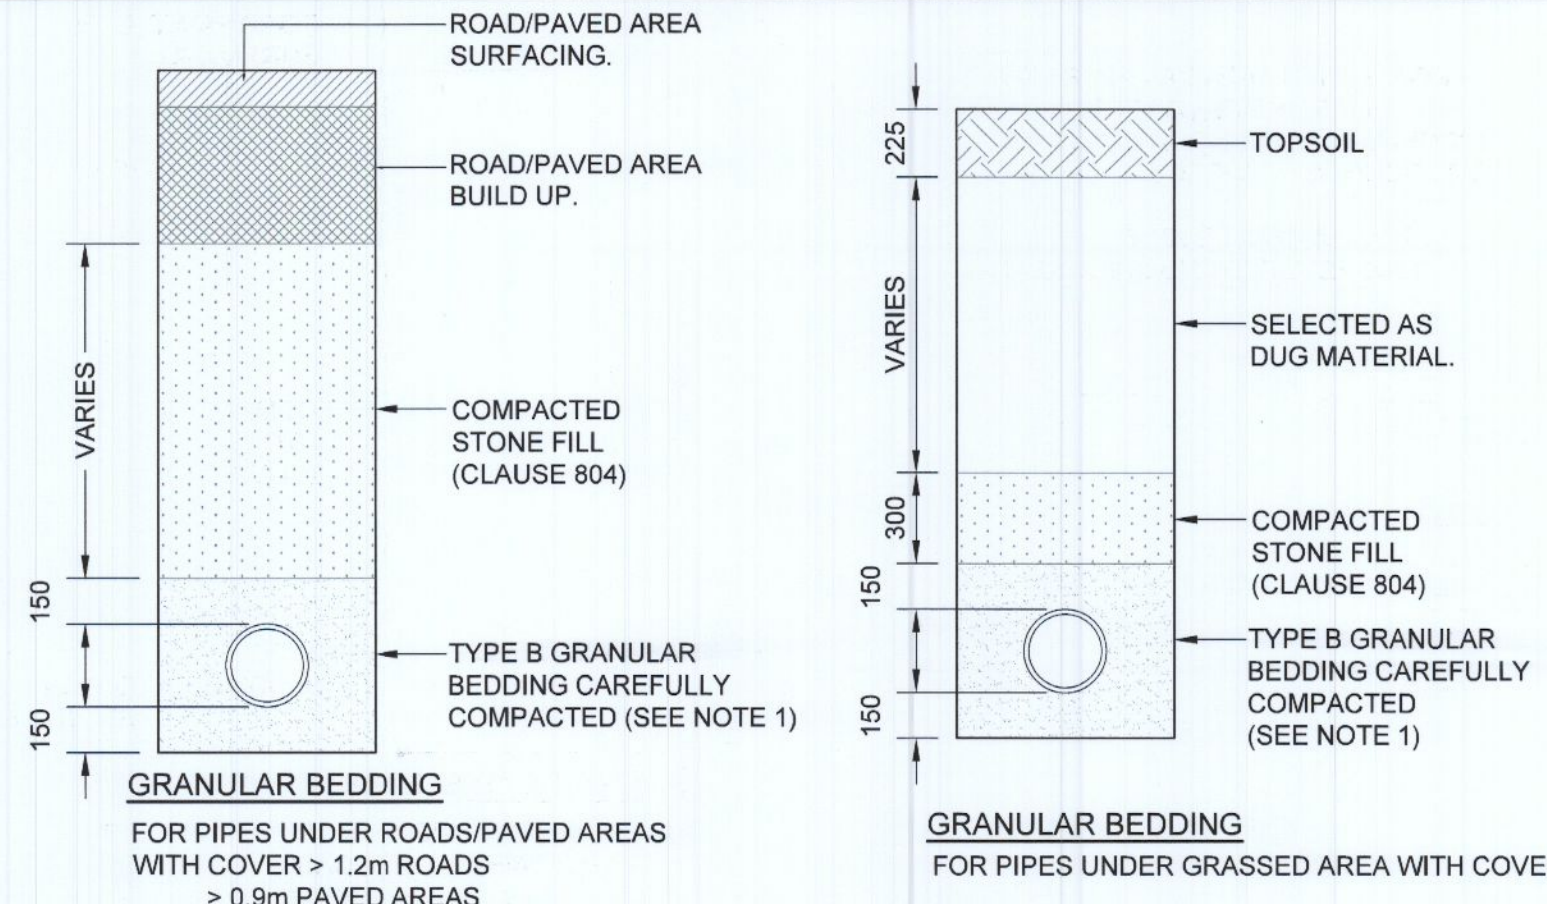 ROAD/PAVED AREA
SURFACING.
ROAD/PAVED AREA
BUILD UP.
VARIES
COMPACTED
STONE FILL
(CLAUSE 804)
150
TYPE B GRANULAR
BEDDING CAREFULLY
COMPACTED (SEE NOTE 1)
150
GRANULAR BEDDING
FOR PIPES UNDER ROADS/PAVED AREAS
WITH COVER > 1.2m ROADS
> 0.9m PAVED AREAS
225
TOPSOIL
VARIES
SELECTED AS
DUG MATERIAL.
300
COMPACTED
STONE FILL
(CLAUSE 804)
150
TYPE B GRANULAR
BEDDING CAREFULLY
COMPACTED
(SEE NOTE 1)
150
GRANULAR BEDDING
FOR PIPES UNDER GRASSED AREA WITH COVE